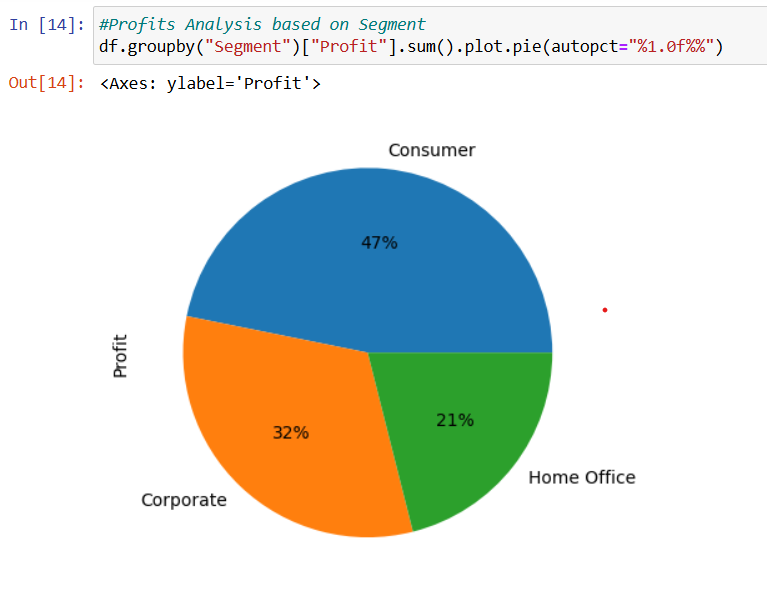 In [14]: #Profits Analysis based on Segment
df.groupby("Segment")["Profit"].sum().plot.pie(autopct="%1.0f%%")
Out[14]: <Axes: ylabel='Profit'>
Consumer
47%
Profit
21%
32%
Home Office
Corporate